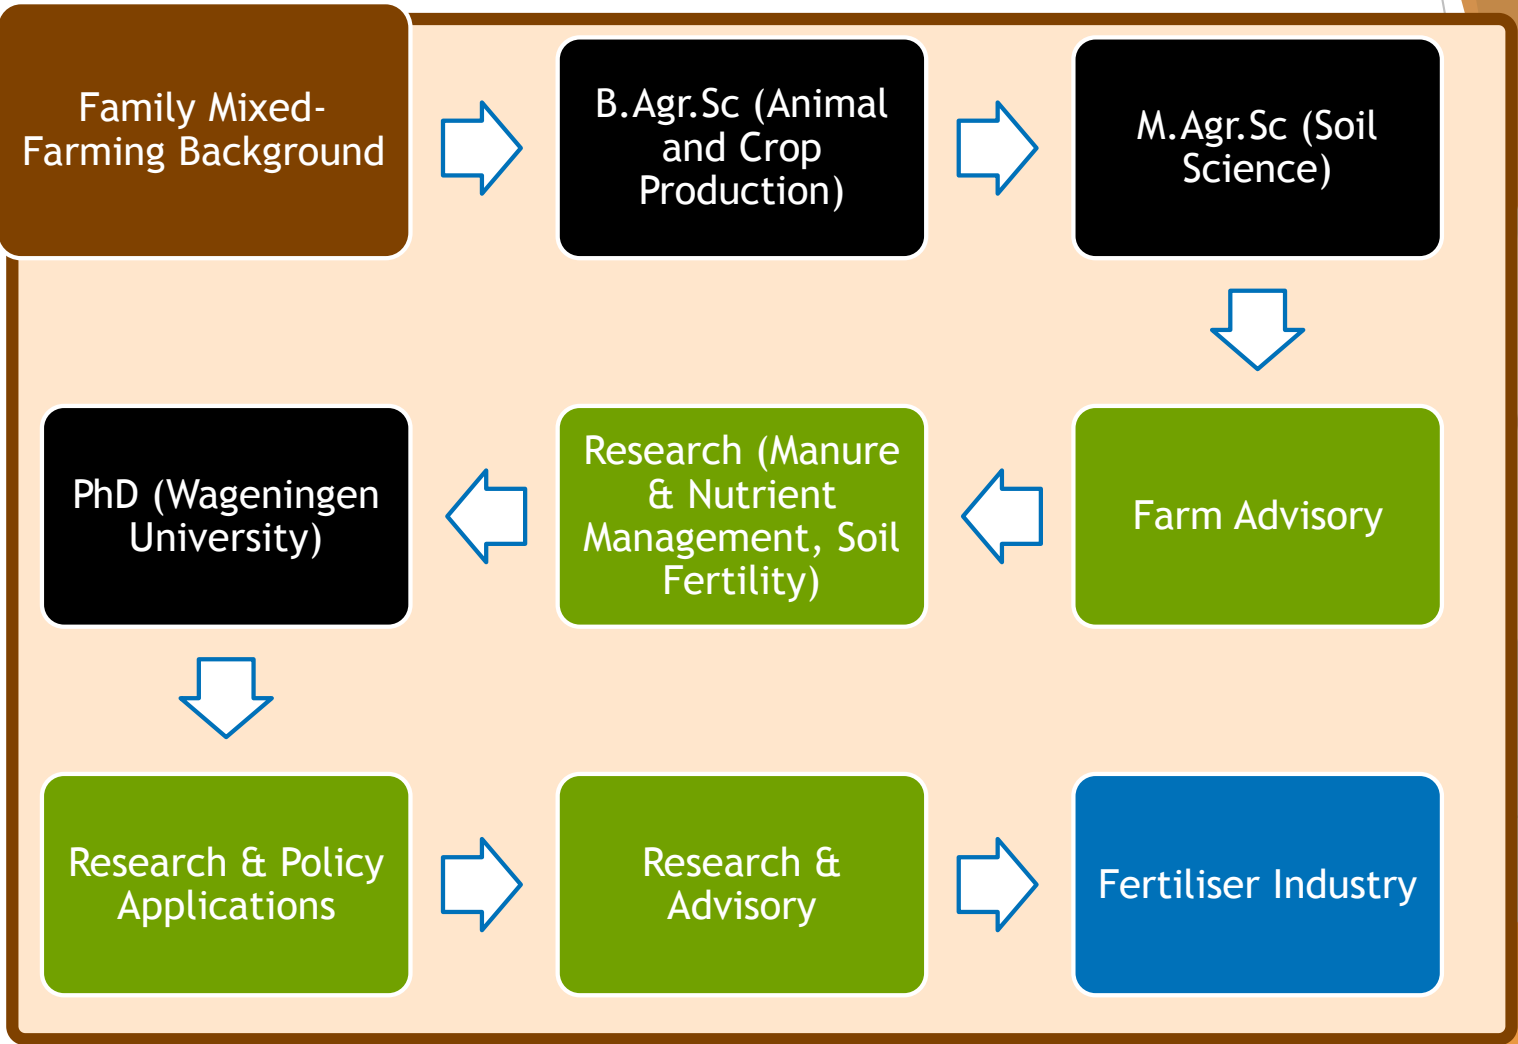 Family Mixed-
Farming Background
B.Agr.Sc (Animal
and Crop
Production)
M.Agr.Sc (Soil
Science)
Farm Advisory
Research (Manure
& Nutrient
Management, Soil
Fertility)
PhD (Wageningen
University)
Research & Policy
Applications
Research &
Advisory
Fertiliser Industry